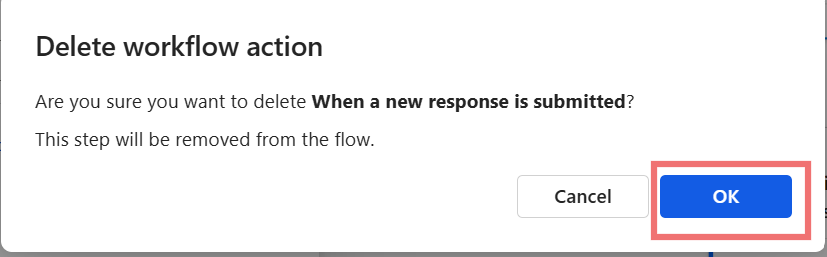 Delete workflow action
Are you sure you want to delete When a new response is submitted?
This step will be removed from the flow.
Cancel
OK